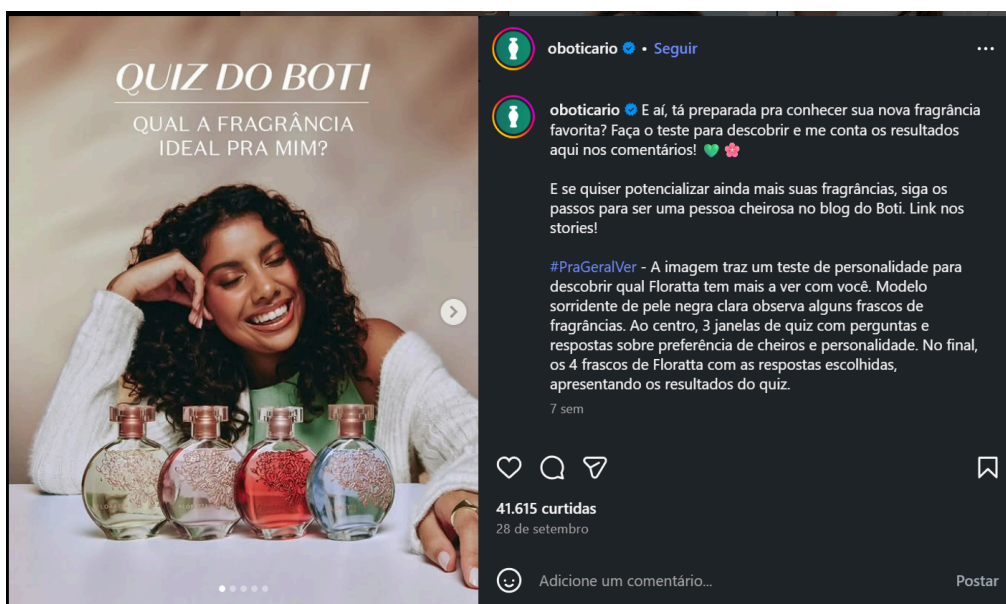 QUIZ DO BOTI
QUAL A FRAGRÂNCIA
IDEAL PRA MIM?
oboticario • Seguir
oboticario E aí, tá preparada pra conhecer sua nova fragrância
favorita? Faça o teste para descobrir e me conta os resultados
aqui nos comentários! 💚 🌸
E se quiser potencializar ainda mais suas fragrâncias, siga os
passos para ser uma pessoa cheirosa no blog do Boti. Link nos
stories!
#PraGeralVer - A imagem traz um teste de personalidade para
descobrir qual Floratta tem mais a ver com você. Modelo
sorridente de pele negra clara observa alguns frascos de
fragrâncias. Ao centro, 3 janelas de quiz com perguntas e
respostas sobre preferência de cheiros e personalidade. No final,
os 4 frascos de Floratta com as respostas escolhidas,
apresentando os resultados do quiz.
7 sem
41.615 curtidas
28 de setembro
Adicione um comentário...
Postar